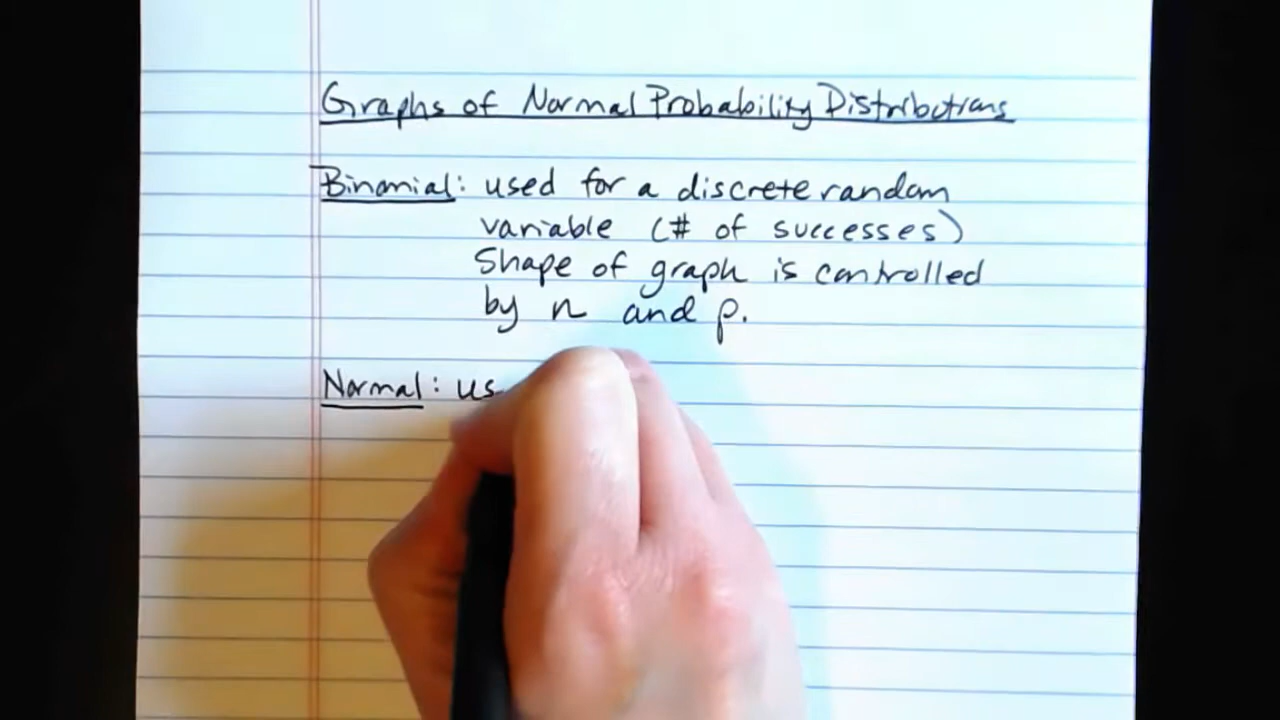 Graphs of Normal Probability Distributions
Binomial: used for a discrete random
variable (# of successes)
Shape of graph is controlled
by n and p.
Normal: us